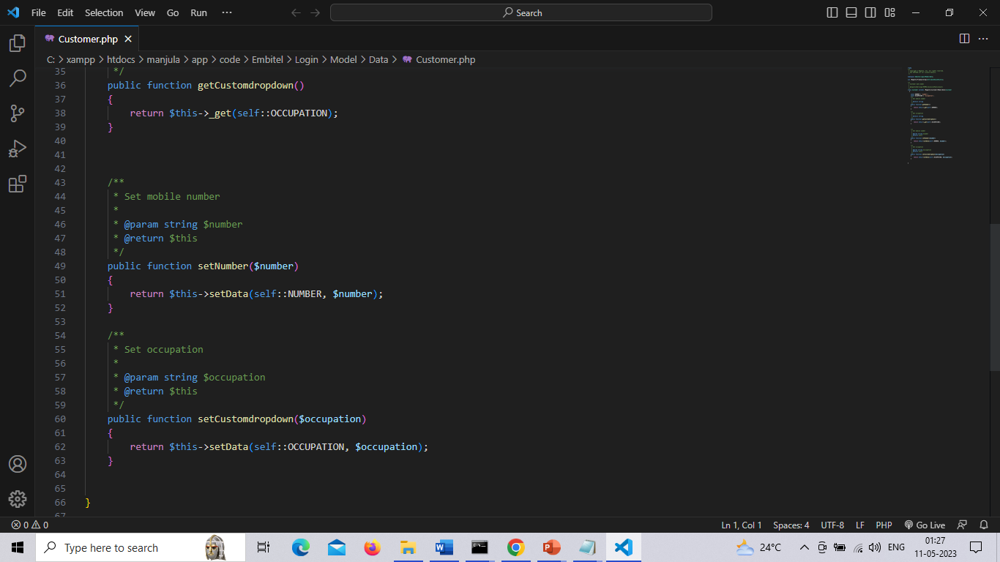 File Edit Selection View Go Run ··· Search
Customer.php
C: > xampp > htdocs > manjula > app > code > Embitel > Login > Model > Data > Customer.php
35 */
36 public function getCustomdropdown()
37 {
38 return $this->_get(self::OCCUPATION);
39 }
40
41
42
43 /**
44 * Set mobile number
45 *
46 * @param string $number
47 * @return $this
48 */
49 public function setNumber($number)
50 {
51 return $this->setData(self::NUMBER, $number);
52 }
53
54 /**
55 * Set occupation
56 *
57 * @param string $occupation
58 * @return $this
59 */
60 public function setCustomdropdown($occupation)
61 {
62 return $this->setData(self::OCCUPATION, $occupation);
63 }
64
65
66 }
67
0 0 Ln 1, Col 1 Spaces: 4 UTF-8 LF PHP Go Live
Type here to search 24°C ENG 01:27
11-05-2023